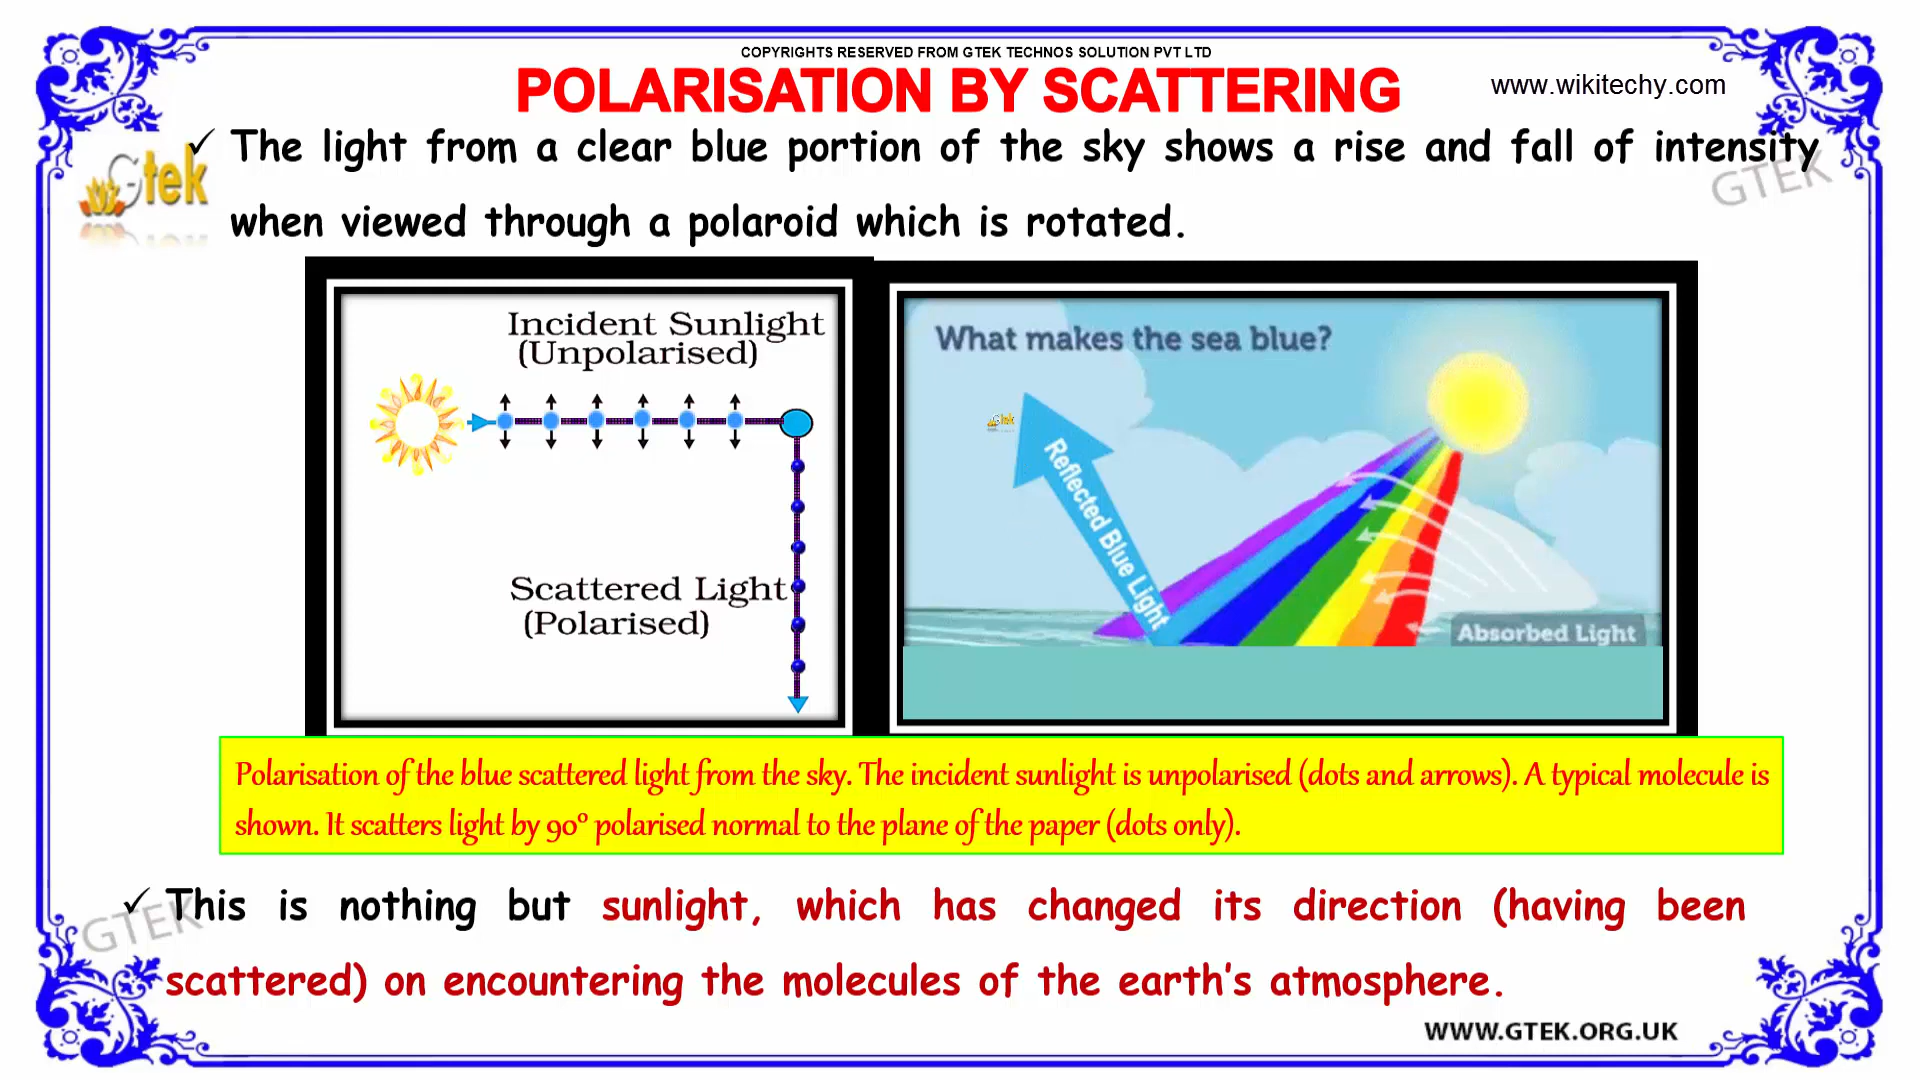 COPYRIGHTS RESERVED FROM GTEK TECHNOS SOLUTION PVT LTD
POLARISATION BY SCATTERING
www.wikitechy.com
✓ The light from a clear blue portion of the sky shows a rise and fall of intensity
when viewed through a polaroid which is rotated.
Gtek
GTEK
Incident Sunlight
(Unpolarised)
Scattered Light
(Polarised)
What makes the sea blue?
Gtek
Reflected Blue Light
Absorbed Light
Polarisation of the blue scattered light from the sky. The incident sunlight is unpolarised (dots and arrows). A typical molecule is
shown. It scatters light by 90° polarised normal to the plane of the paper (dots only).
✓ This is nothing but sunlight, which has changed its direction (having been
scattered) on encountering the molecules of the earth's atmosphere.
GTEK
WWW.GTEK.ORG.UK